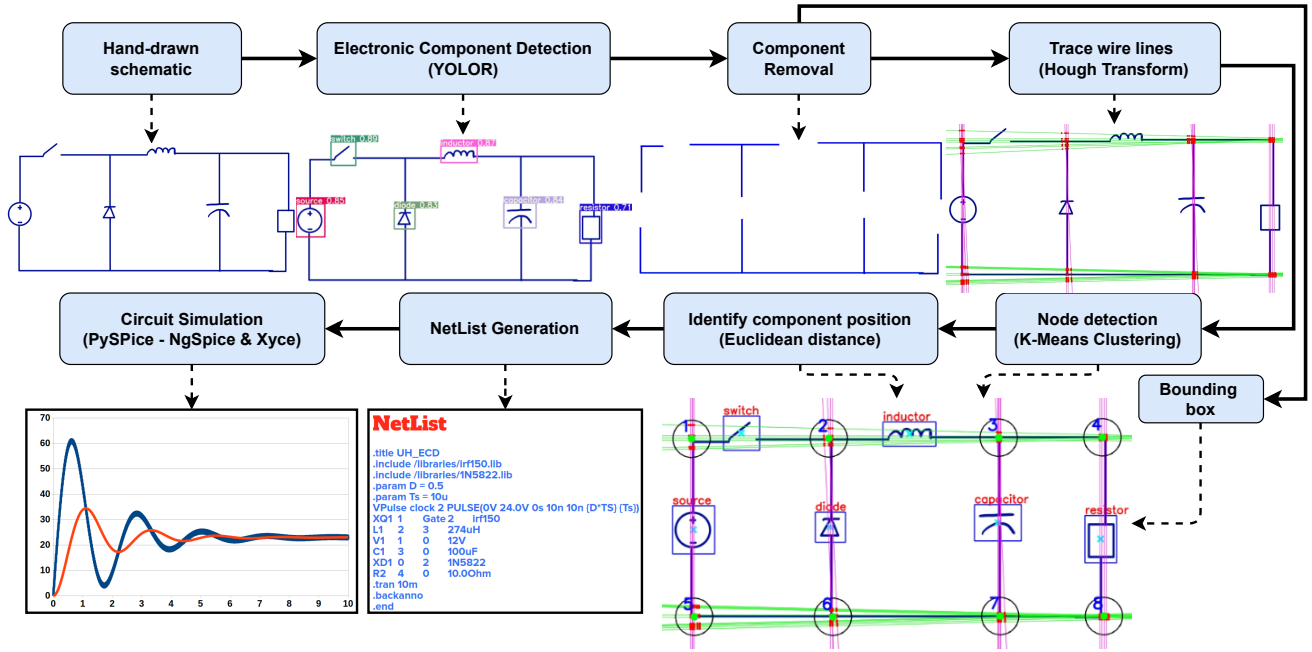 Hand-drawn
schematic
Electronic Component Detection
(YOLOR)
Component
Removal
Trace wire lines
(Hough Transform)
switch 0.89
inductor 0.87
source 0.85
diode 0.83
capacitor 0.84
resistor 0.71
Circuit Simulation
(PySPice - NgSpice & Xyce)
NetList Generation
Identify component position
(Euclidean distance)
Node detection
(K-Means Clustering)
Bounding
box
70
60
50
40
30
20
10
0
0 1 2 3 4 5 6 7 8 9 10
NetList
.title UH_ECD
.include /libraries/irf150.lib
.include /libraries/1N5822.lib
.param D = 0.5
.param Ts = 10u
VPulse clock 2 PULSE(0V 24.0V 0s 10n 10n (D*TS) (Ts))
XQ1 1 Gate 2 irf150
L1 2 3 274uH
V1 1 0 12V
C1 3 0 100uF
XD1 0 2 1N5822
R2 4 0 10.0Ohm
.tran 10m
.backanno
.end
switch
inductor
1 2 3 4
source
diode
capacitor
resistor
5 6 7 8